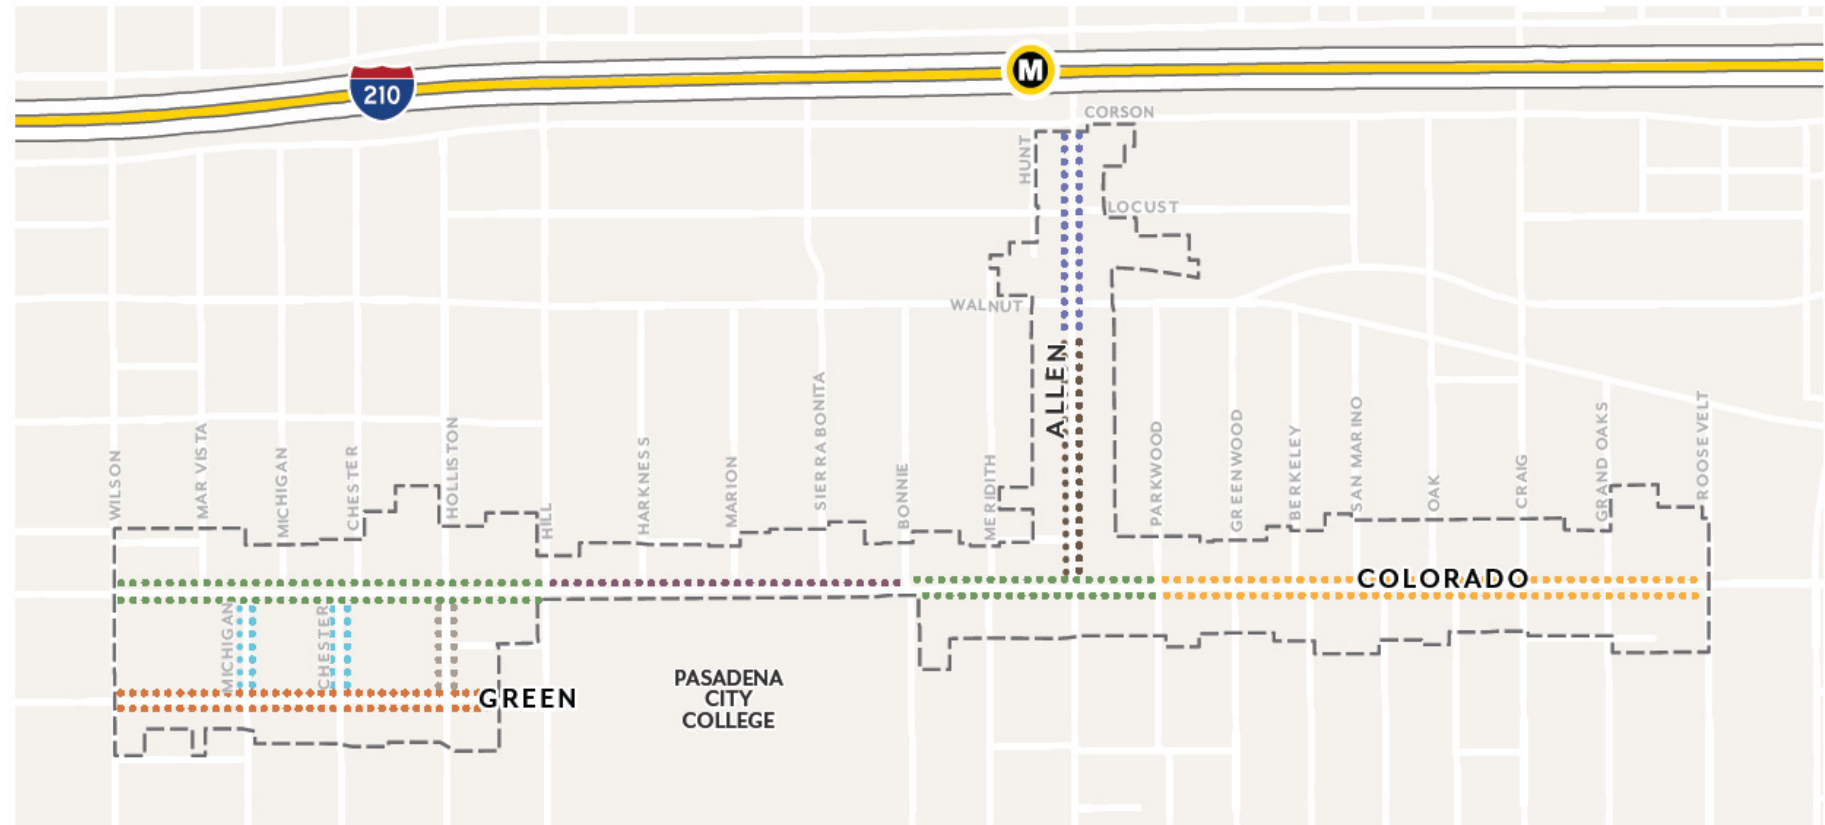 M
210
CORSON
HUNT
LOCUST
WALNUT
ALLEN
WILSON
MAR VISTA
MICHIGAN
CHESTER
HOLLISTON
HILL
HARKNESS
MARION
SIERRA BONITA
BONNIE
MERIDITH
PARKWOOD
GREENWOOD
BERKELEY
SAN MARINO
OAK
CRAIG
GRAND OAKS
ROOSEVELT
COLORADO
MICHIGAN
CHESTER
GREEN
PASADENA
CITY
COLLEGE